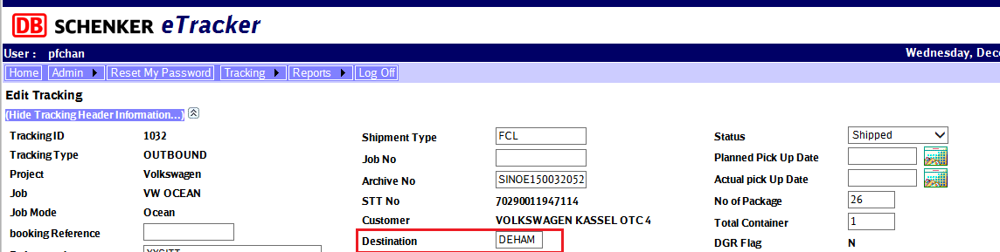 DB SCHENKER eTracker
User : pfchan Wednesday, Dec
Home Admin Reset My Password Tracking Reports Log Off
Edit Tracking
(Hide Tracking Header Information...)
Tracking ID 1032 Shipment Type FCL Status Shipped
Tracking Type OUTBOUND Job No Planned Pick Up Date
Project Volkswagen Archive No SINOE150032052 Actual pick Up Date
Job VW OCEAN STT No 70290011947114 No of Package 26
Job Mode Ocean Customer VOLKSWAGEN KASSEL OTC 4 Total Container 1
booking Reference Destination DEHAM DGR Flag N